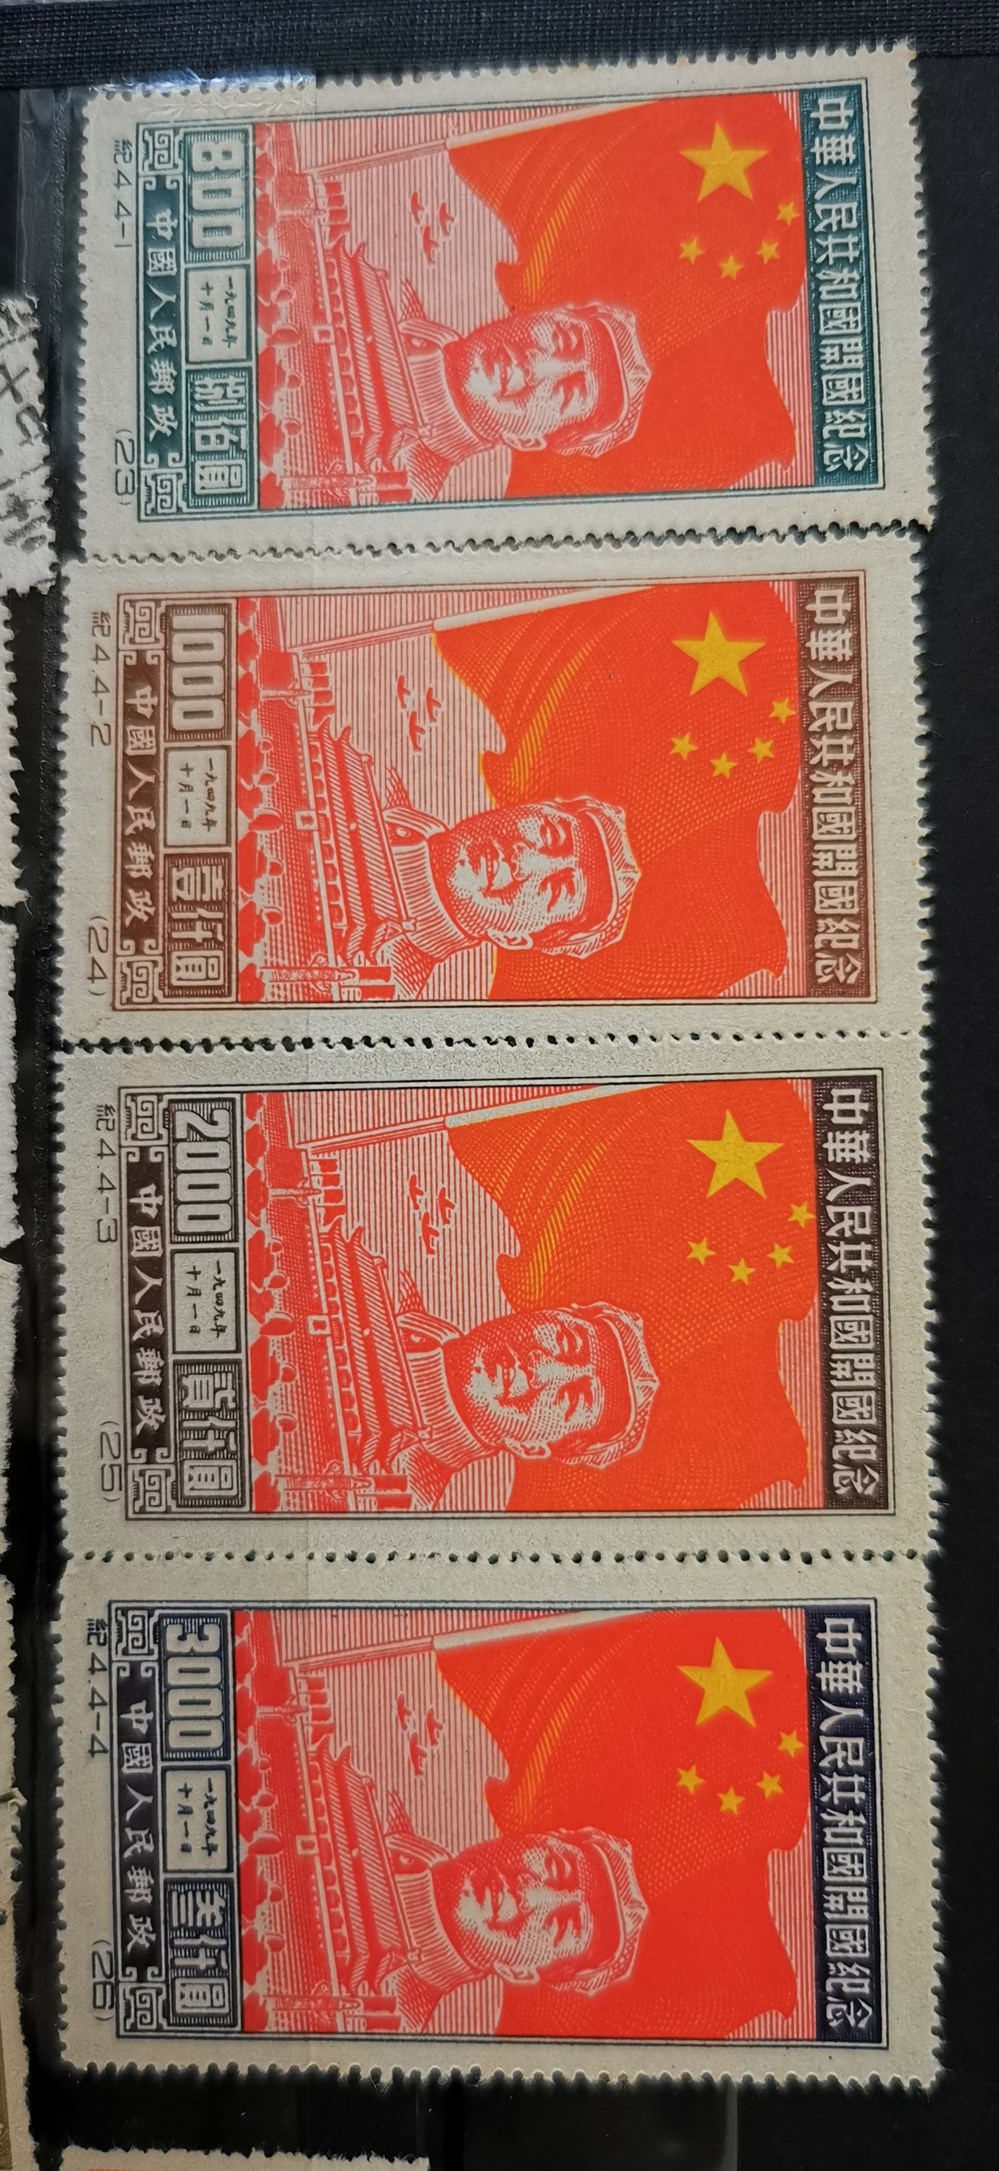 中華人民共和國開國紀念
800
一九四九年
十月一日
捌佰圓
中國人民郵政
紀4.4-1
(23)
中華人民共和國開國紀念
1000
一九四九年
十月一日
壹仟圓
中國人民郵政
紀4.4-2
(24)
中華人民共和國開國紀念
2000
一九四九年
十月一日
貳仟圓
中國人民郵政
紀4.4-3
(25)
中華人民共和國開國紀念
3000
一九四九年
十月一日
叁仟圓
中國人民郵政
紀4.4-4
(26)